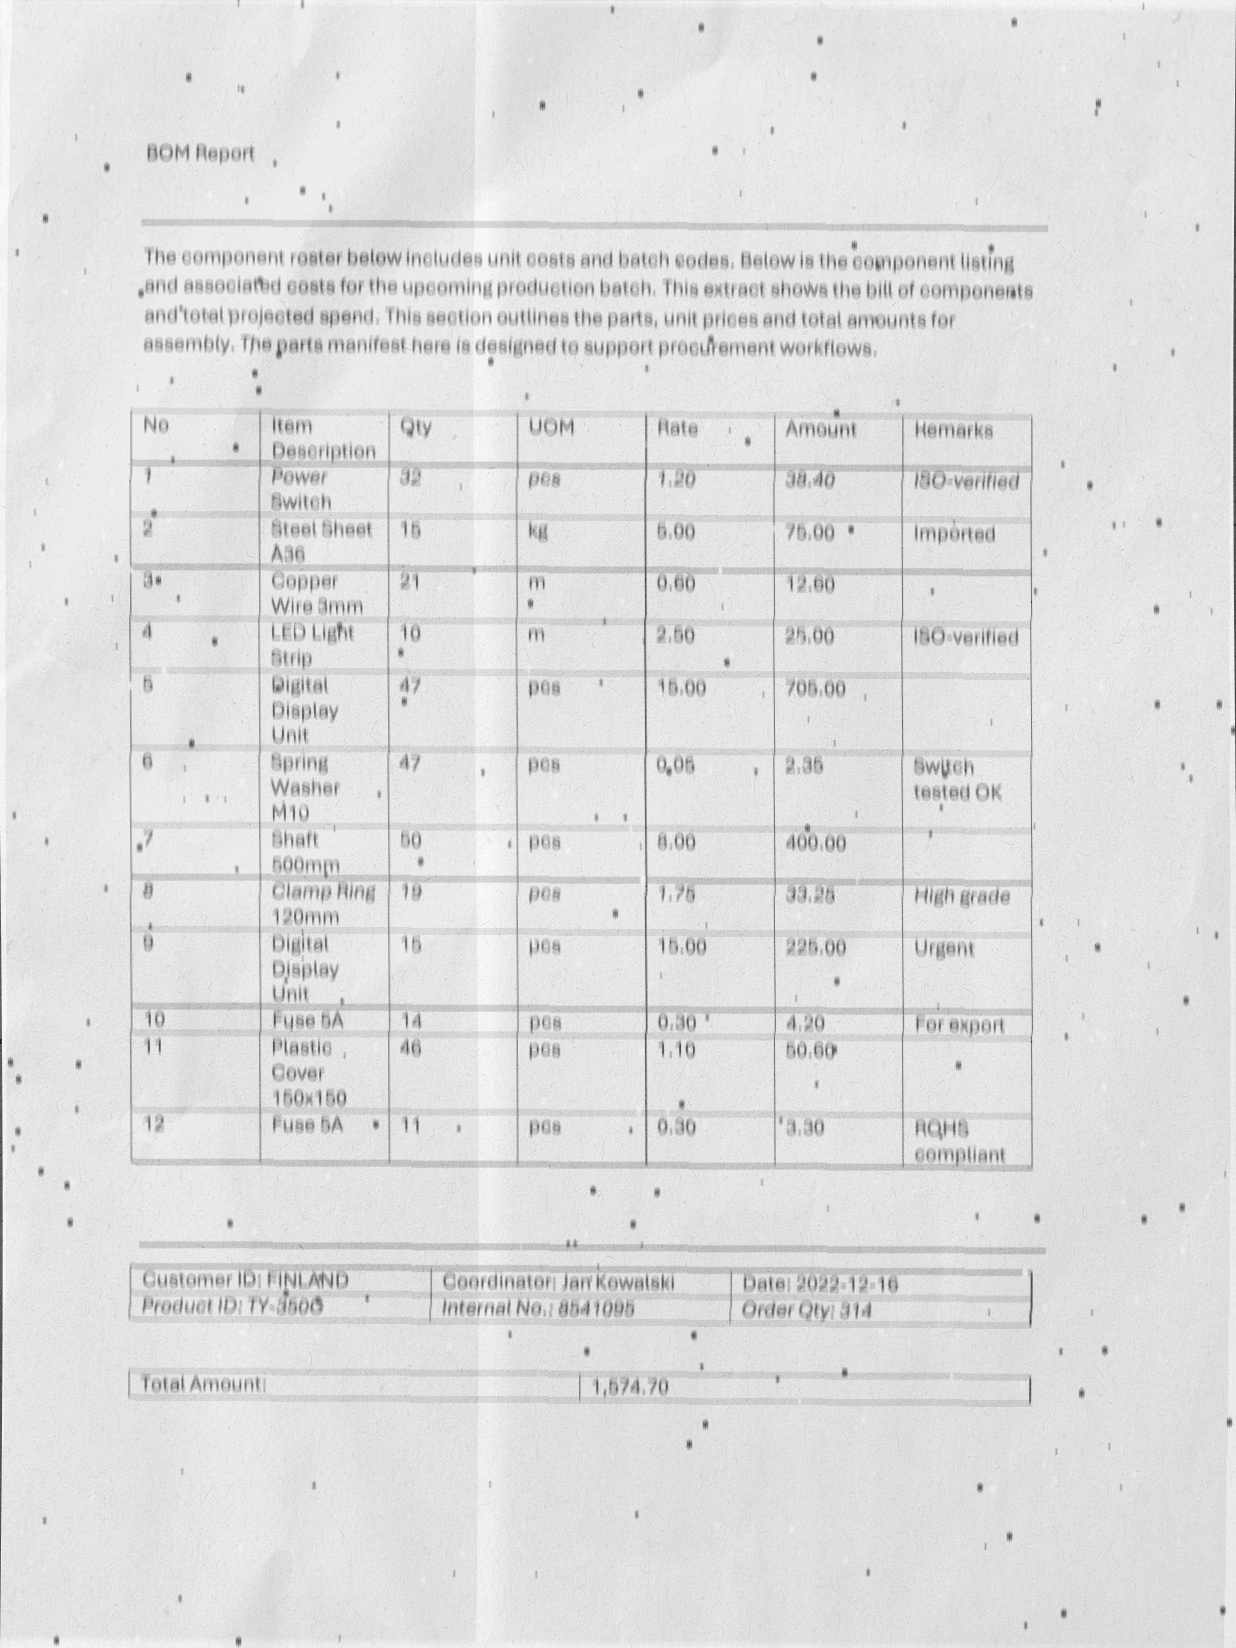 BOM Report
The component roster below includes unit costs and batch codes. Below is the component listing
and associated costs for the upcoming production batch. This extract shows the bill of components
and total projected spend. This section outlines the parts, unit prices and total amounts for
assembly. The parts manifest here is designed to support procurement workflows.
No Item Description Qty UOM Rate Amount Remarks
1 Power Switch 32 pcs 1.20 38.40 ISO-verified
2 Steel Sheet A36 15 kg 5.00 75.00 Imported
3 Copper Wire 3mm 21 m 0.60 12.60
4 LED Light Strip 10 m 2.50 25.00 ISO-verified
5 Digital Display Unit 47 pcs 15.00 705.00
6 Spring Washer M10 47 pcs 0.05 2.35 Switch tested OK
7 Shaft 500mm 50 pcs 8.00 400.00
8 Clamp Ring 120mm 19 pcs 1.75 33.25 High grade
9 Digital Display Unit 15 pcs 15.00 225.00 Urgent
10 Fuse 5A 14 pcs 0.30 4.20 For export
11 Plastic Cover 150x150 46 pcs 1.10 50.60
12 Fuse 5A 11 pcs 0.30 3.30 ROHS compliant
Customer ID: FINLAND Coordinator: Jan Kowalski Date: 2022-12-16
Product ID: TY-350G Internal No.: 8541095 Order Qty: 314
Total Amount: 1,574.70